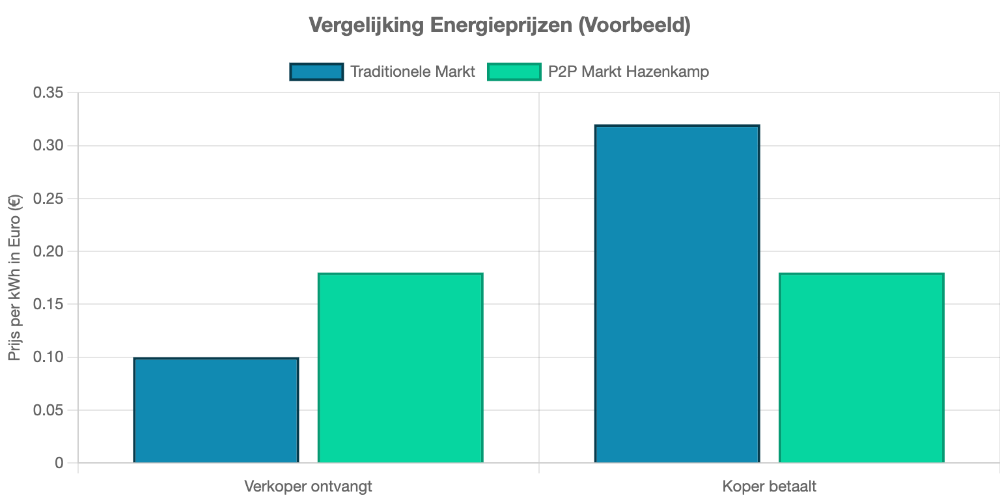 Vergelijking Energieprijzen (Voorbeeld)
Traditionele Markt
P2P Markt Hazenkamp
Prijs per kWh in Euro (€)
0.35
0.30
0.25
0.20
0.15
0.10
0.05
0
Verkoper ontvangt
Koper betaalt